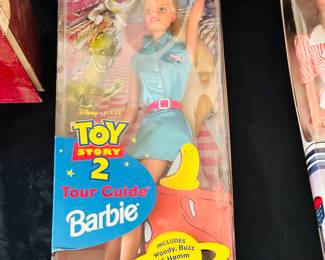 Disney • PIXAR
TOY
STORY
2
Tour Guide
Barbie
INCLUDES
Woody, Buzz
& Hamm